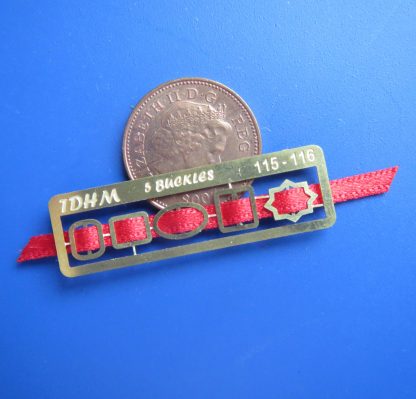 ELIZABETH II·D·G REG
TDHM 5 BUCKLES 115-116